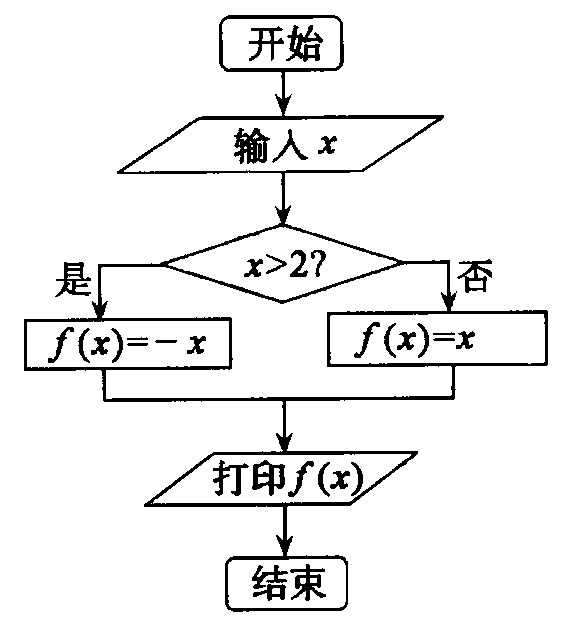 开始
输入 x
x>2?
是
否
f(x)=-x
f(x)=x
打印f(x)
结束